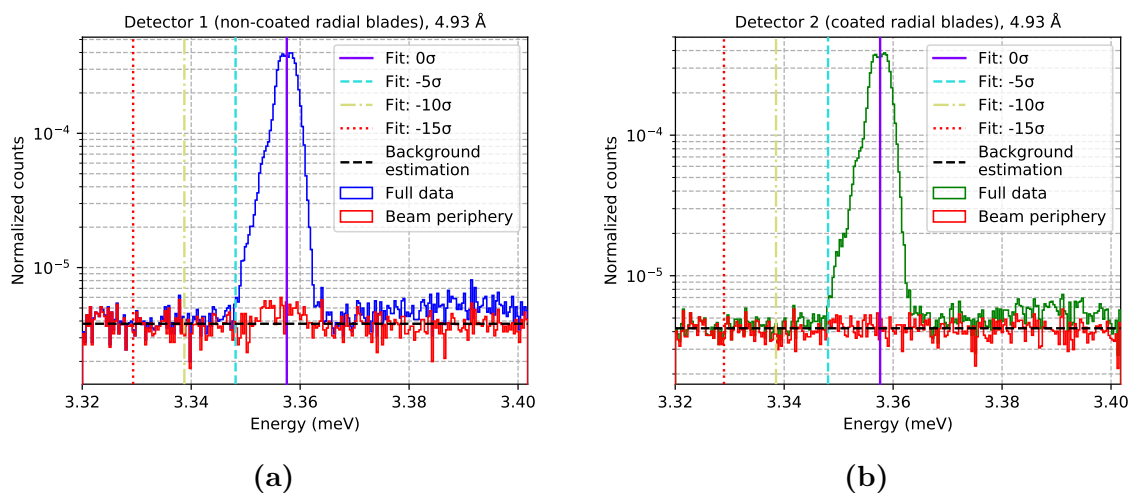 Detector 1 (non-coated radial blades), 4.93 Å
Normalized counts
10⁻⁴
10⁻⁵
Fit: 0σ
Fit: -5σ
Fit: -10σ
Fit: -15σ
Background
estimation
Full data
Beam periphery
3.32 3.34 3.36 3.38 3.40
Energy (meV)
(a)
Detector 2 (coated radial blades), 4.93 Å
Normalized counts
10⁻⁴
10⁻⁵
Fit: 0σ
Fit: -5σ
Fit: -10σ
Fit: -15σ
Background
estimation
Full data
Beam periphery
3.32 3.34 3.36 3.38 3.40
Energy (meV)
(b)